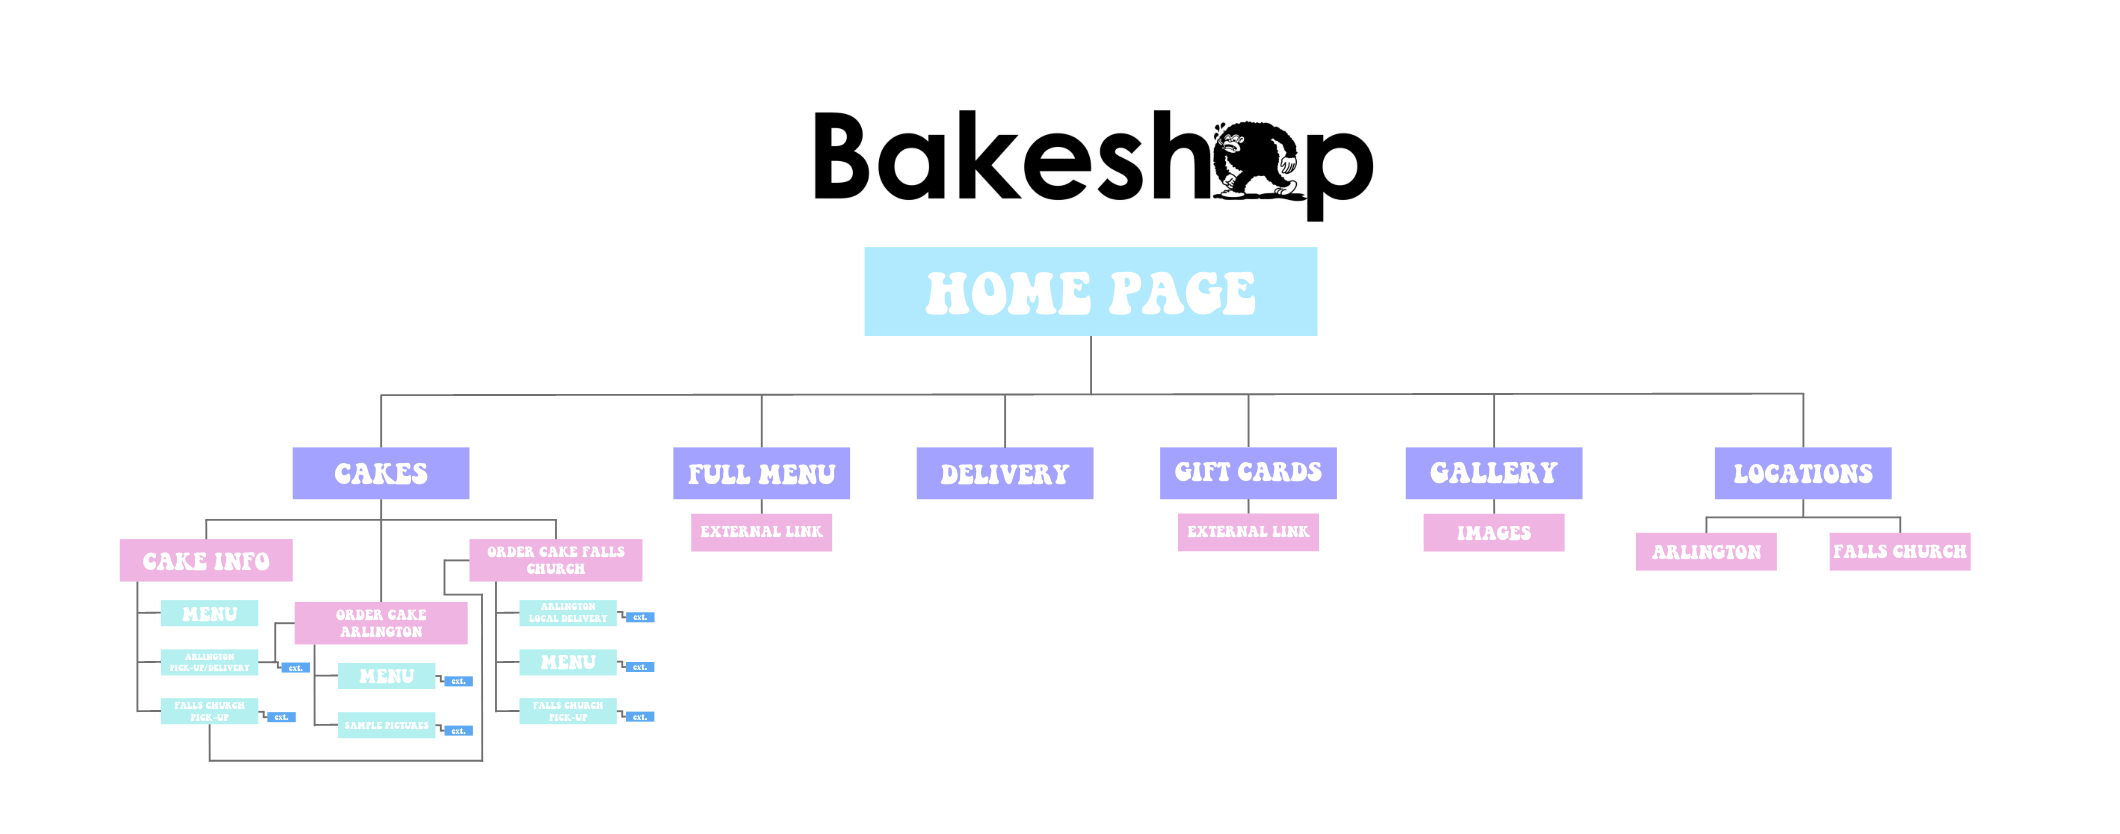 Bakeshop
HOME PAGE
CAKES
FULL MENU
DELIVERY
GIFT CARDS
GALLERY
LOCATIONS
EXTERNAL LINK
EXTERNAL LINK
IMAGES
ARLINGTON
FALLS CHURCH
CAKE INFO
MENU
ARLINGTON
PICK-UP/DELIVERY
ext.
FALLS CHURCH
PICK-UP
ext.
ORDER CAKE
ARLINGTON
MENU
ext.
SAMPLE PICTURES
ext.
ORDER CAKE FALLS
CHURCH
ARLINGTON
LOCAL DELIVERY
ext.
MENU
ext.
FALLS CHURCH
PICK-UP
ext.